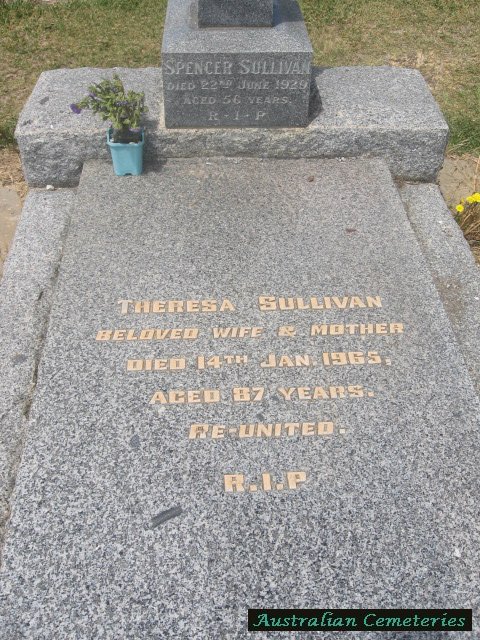 SPENCER SULLIVAN
DIED 22ND JUNE 1929
AGED 56 YEARS.
R-I-P
THERESA SULLIVAN
BELOVED WIFE & MOTHER
DIED 14TH JAN. 1965.
AGED 87 YEARS.
RE-UNITED.
R.I.P
Australian Cemeteries